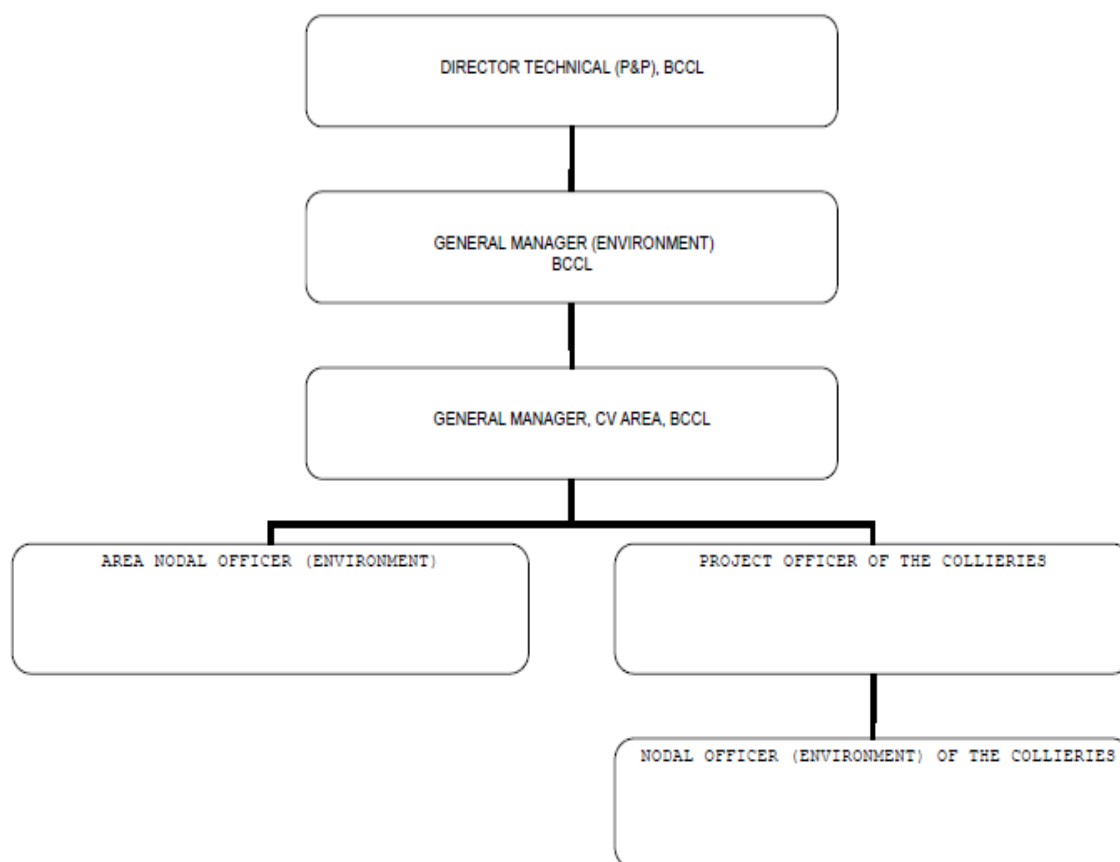 DIRECTOR TECHNICAL (P&P), BCCL
GENERAL MANAGER (ENVIRONMENT)
BCCL
GENERAL MANAGER, CV AREA, BCCL
AREA NODAL OFFICER (ENVIRONMENT)
PROJECT OFFICER OF THE COLLIERIES
NODAL OFFICER (ENVIRONMENT) OF THE COLLIERIES